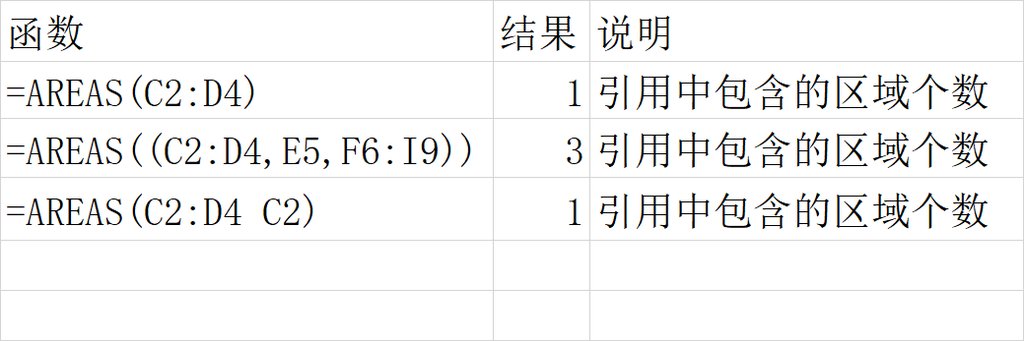 函数 结果 说明
=AREAS(C2:D4) 1 引用中包含的区域个数
=AREAS((C2:D4,E5,F6:I9)) 3 引用中包含的区域个数
=AREAS(C2:D4 C2) 1 引用中包含的区域个数